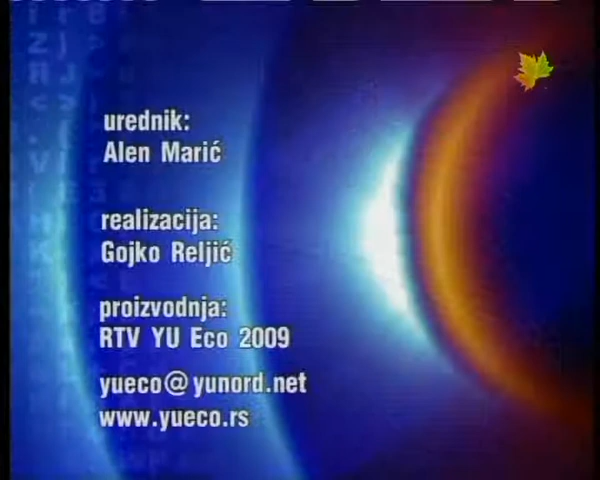 urednik:
Alen Marić
realizacija:
Gojko Reljić
proizvodnja:
RTV YU Eco 2009
yueco@yunord.net
www.yueco.rs